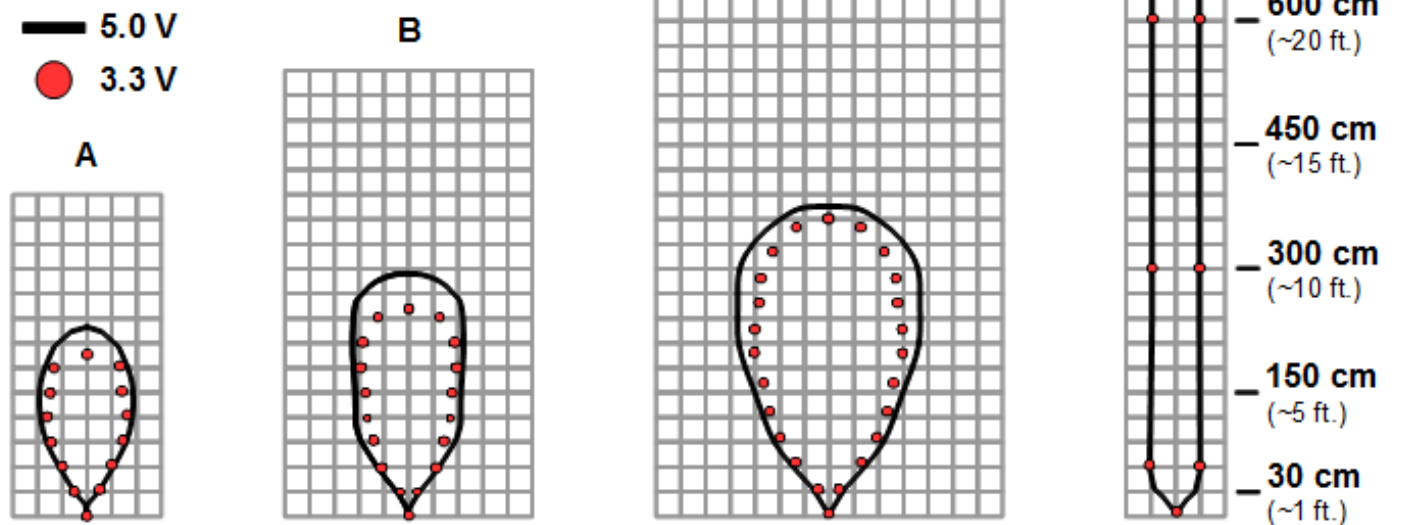 5.0 V
3.3 V
A
B
600 cm
(~20 ft.)
450 cm
(~15 ft.)
300 cm
(~10 ft.)
150 cm
(~5 ft.)
30 cm
(~1 ft.)